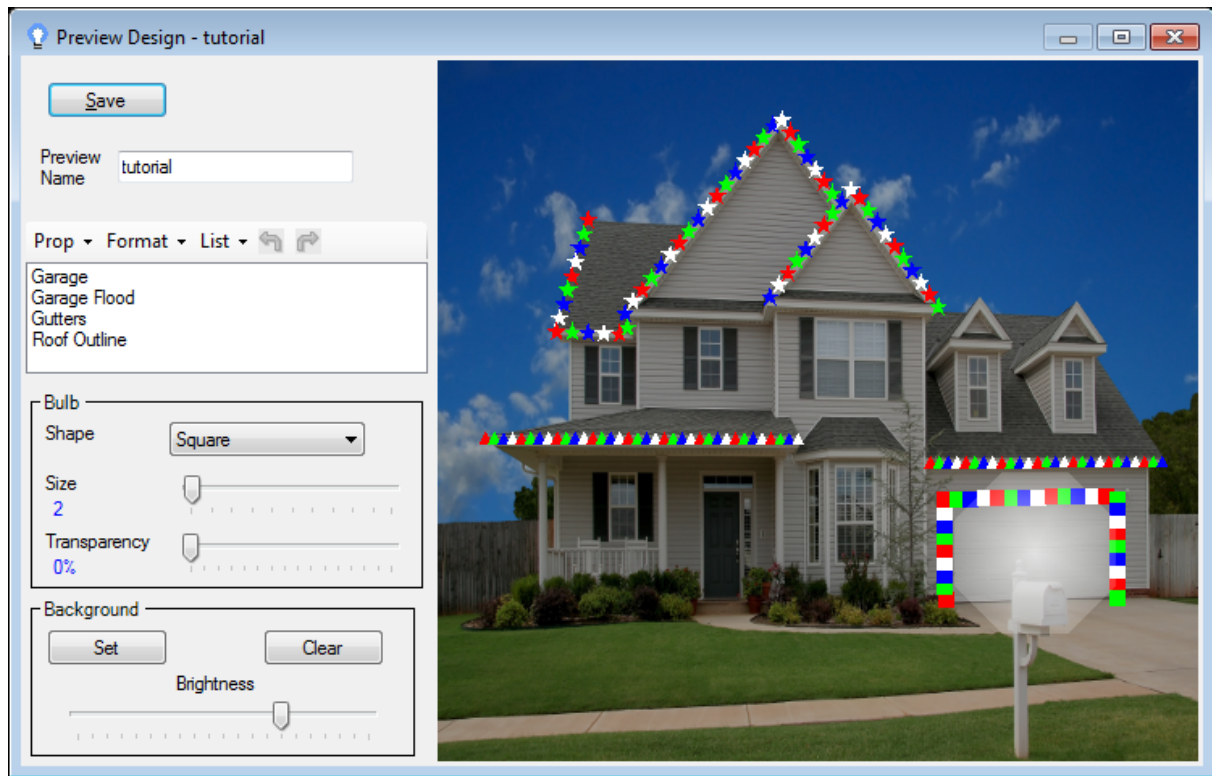 Preview Design - tutorial
Save
Preview
Name
tutorial
Prop Format List
Garage
Garage Flood
Gutters
Roof Outline
Bulb
Shape
Square
Size
2
Transparency
0%
Background
Set Clear
Brightness